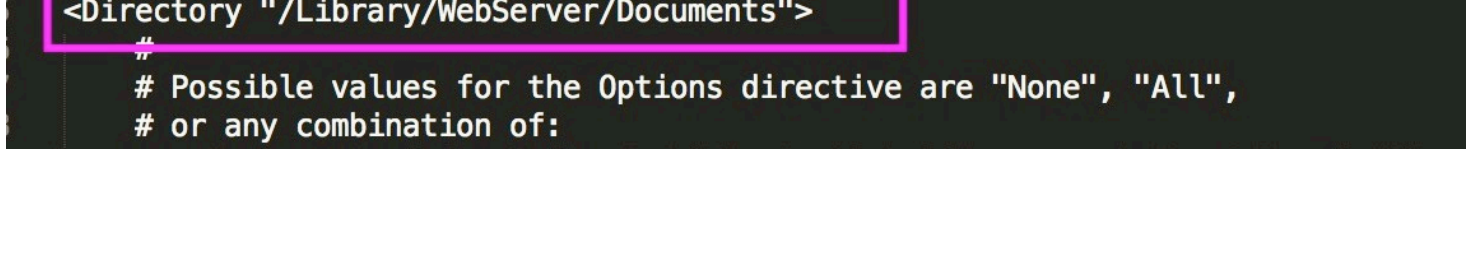 <Directory "/Library/WebServer/Documents">
#
# Possible values for the Options directive are "None", "All",
# or any combination of: